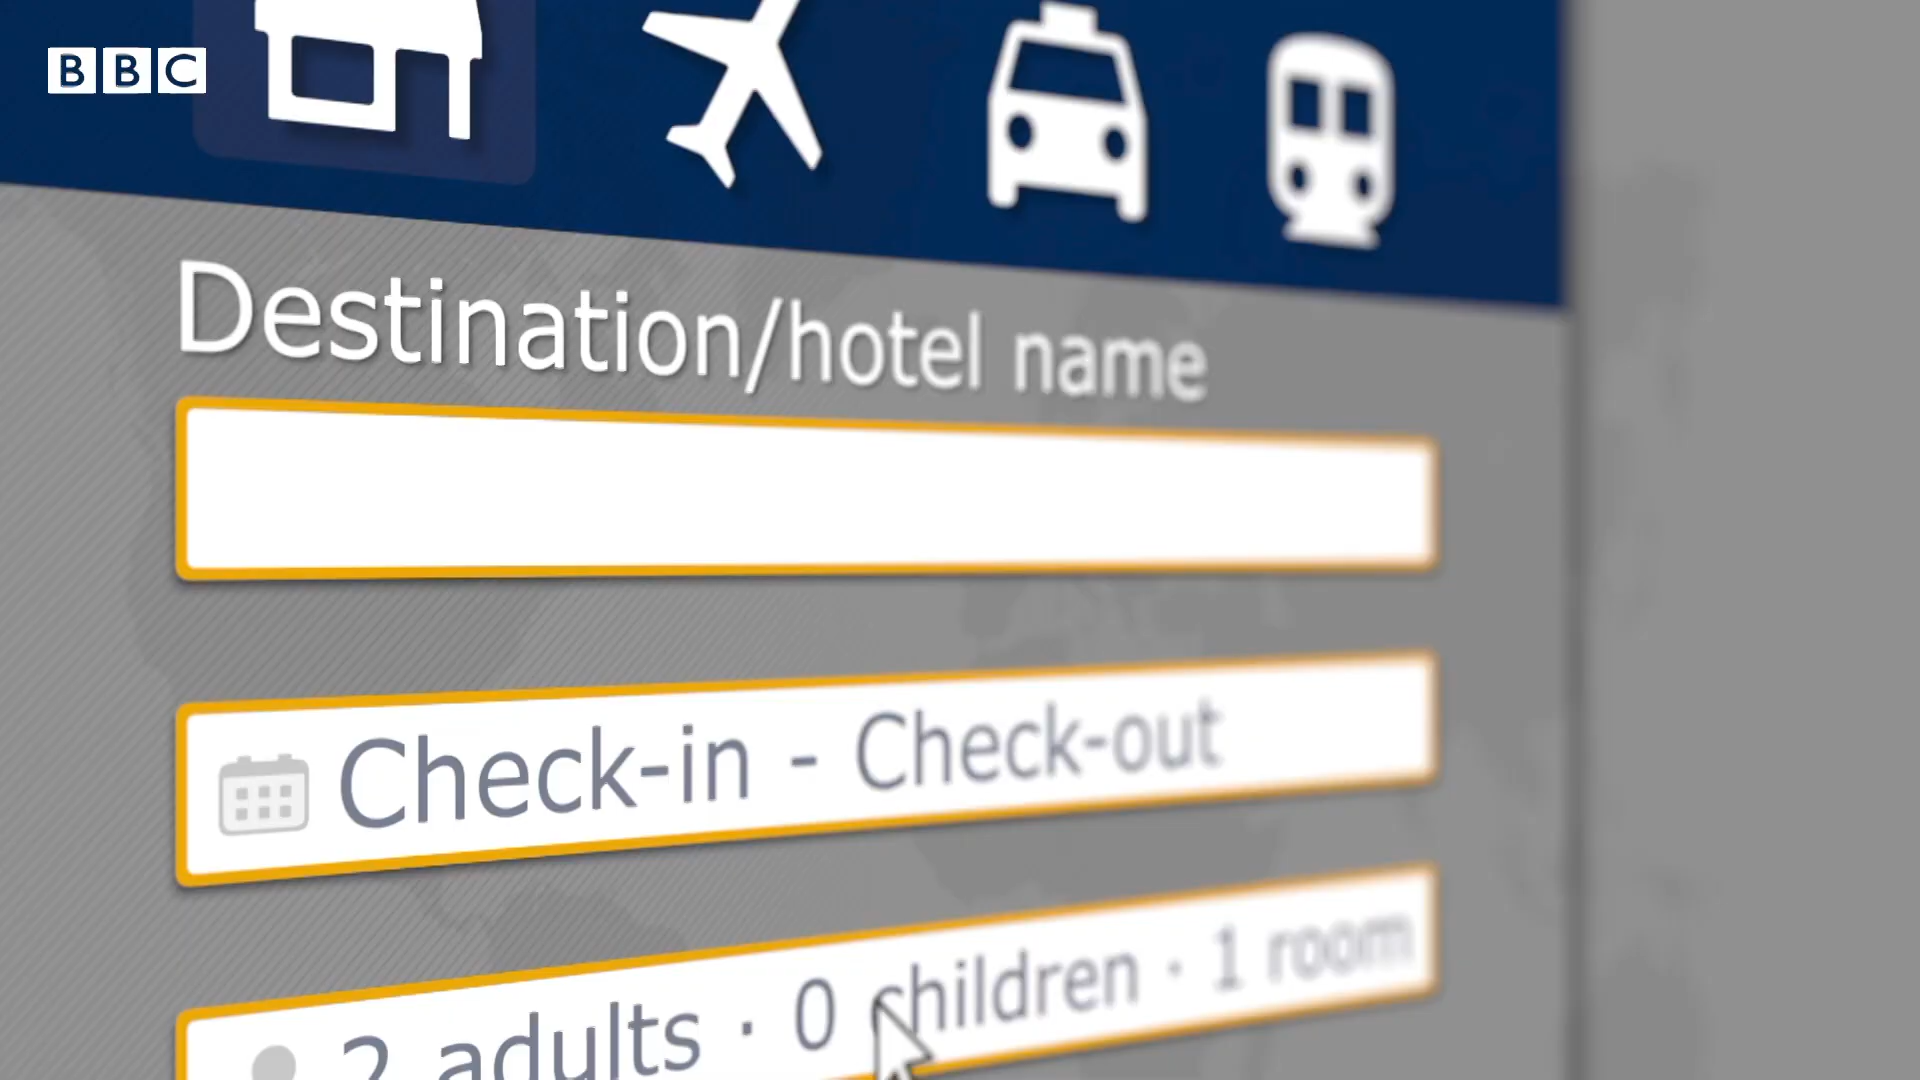 BBC
Destination/hotel name
Check-in - Check-out
2 adults · 0 children · 1 room